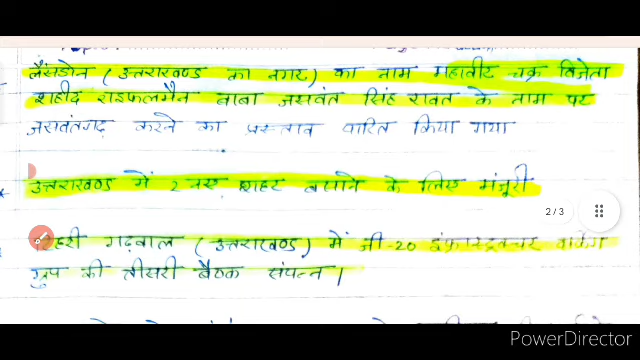 लैंसडोन (उत्तराखण्ड का नगर) का नाम महावीर चक्र विजेता
शहीद राइफलमैन बाबा जसवंत सिंह रावत के नाम पर
जसवंतगढ़ करने का प्रस्ताव पारित किया गया
उत्तराखण्ड में 2 नए शहर बसाने के लिए मंजूरी
2/3
टिहरी गढ़वाल (उत्तराखण्ड) में जी-20 इंफ्रास्ट्रक्चर वर्किंग
ग्रुप की तीसरी बैठक संपन्न।
PowerDirector